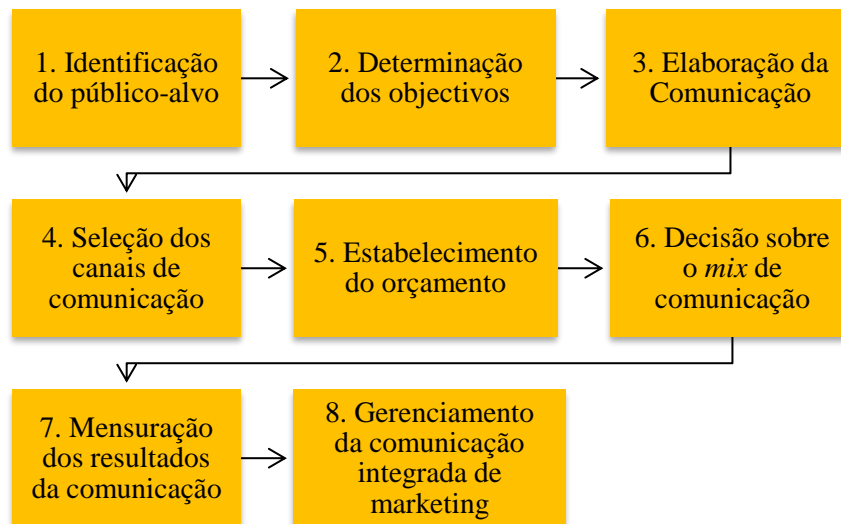 1. Identificação
do público-alvo
2. Determinação
dos objectivos
3. Elaboração da
Comunicação
4. Seleção dos
canais de
comunicação
5. Estabelecimento
do orçamento
6. Decisão sobre
o mix de
comunicação
7. Mensuração
dos resultados
da comunicação
8. Gerenciamento
da comunicação
integrada de
marketing